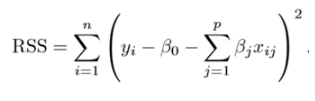 RSS = \sum_{i=1}^{n} \left( y_i - \beta_0 - \sum_{j=1}^{p} \beta_j x_{ij} \right)^2 .